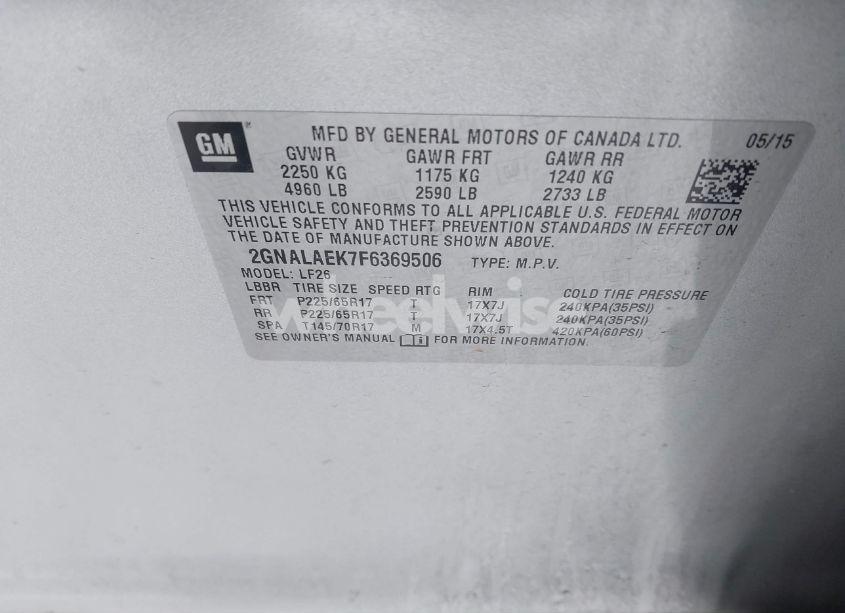 GM MFD BY GENERAL MOTORS OF CANADA LTD. 05/15
GVWR GAWR FRT GAWR RR
2250 KG 1175 KG 1240 KG
4960 LB 2590 LB 2733 LB
THIS VEHICLE CONFORMS TO ALL APPLICABLE U.S. FEDERAL MOTOR
VEHICLE SAFETY AND THEFT PREVENTION STANDARDS IN EFFECT ON
THE DATE OF MANUFACTURE SHOWN ABOVE.
2GNALAEK7F6369506 TYPE: M.P.V.
MODEL: LF26
LBBR TIRE SIZE SPEED RTG RIM COLD TIRE PRESSURE
FRT P225/65R17 T 17X7J 240KPA(35PSI)
RR P225/65R17 T 17X7J 240KPA(35PSI)
SPA T145/70R17 M 17X4.5T 420KPA(60PSI)
SEE OWNER'S MANUAL FOR MORE INFORMATION.
wheelwise